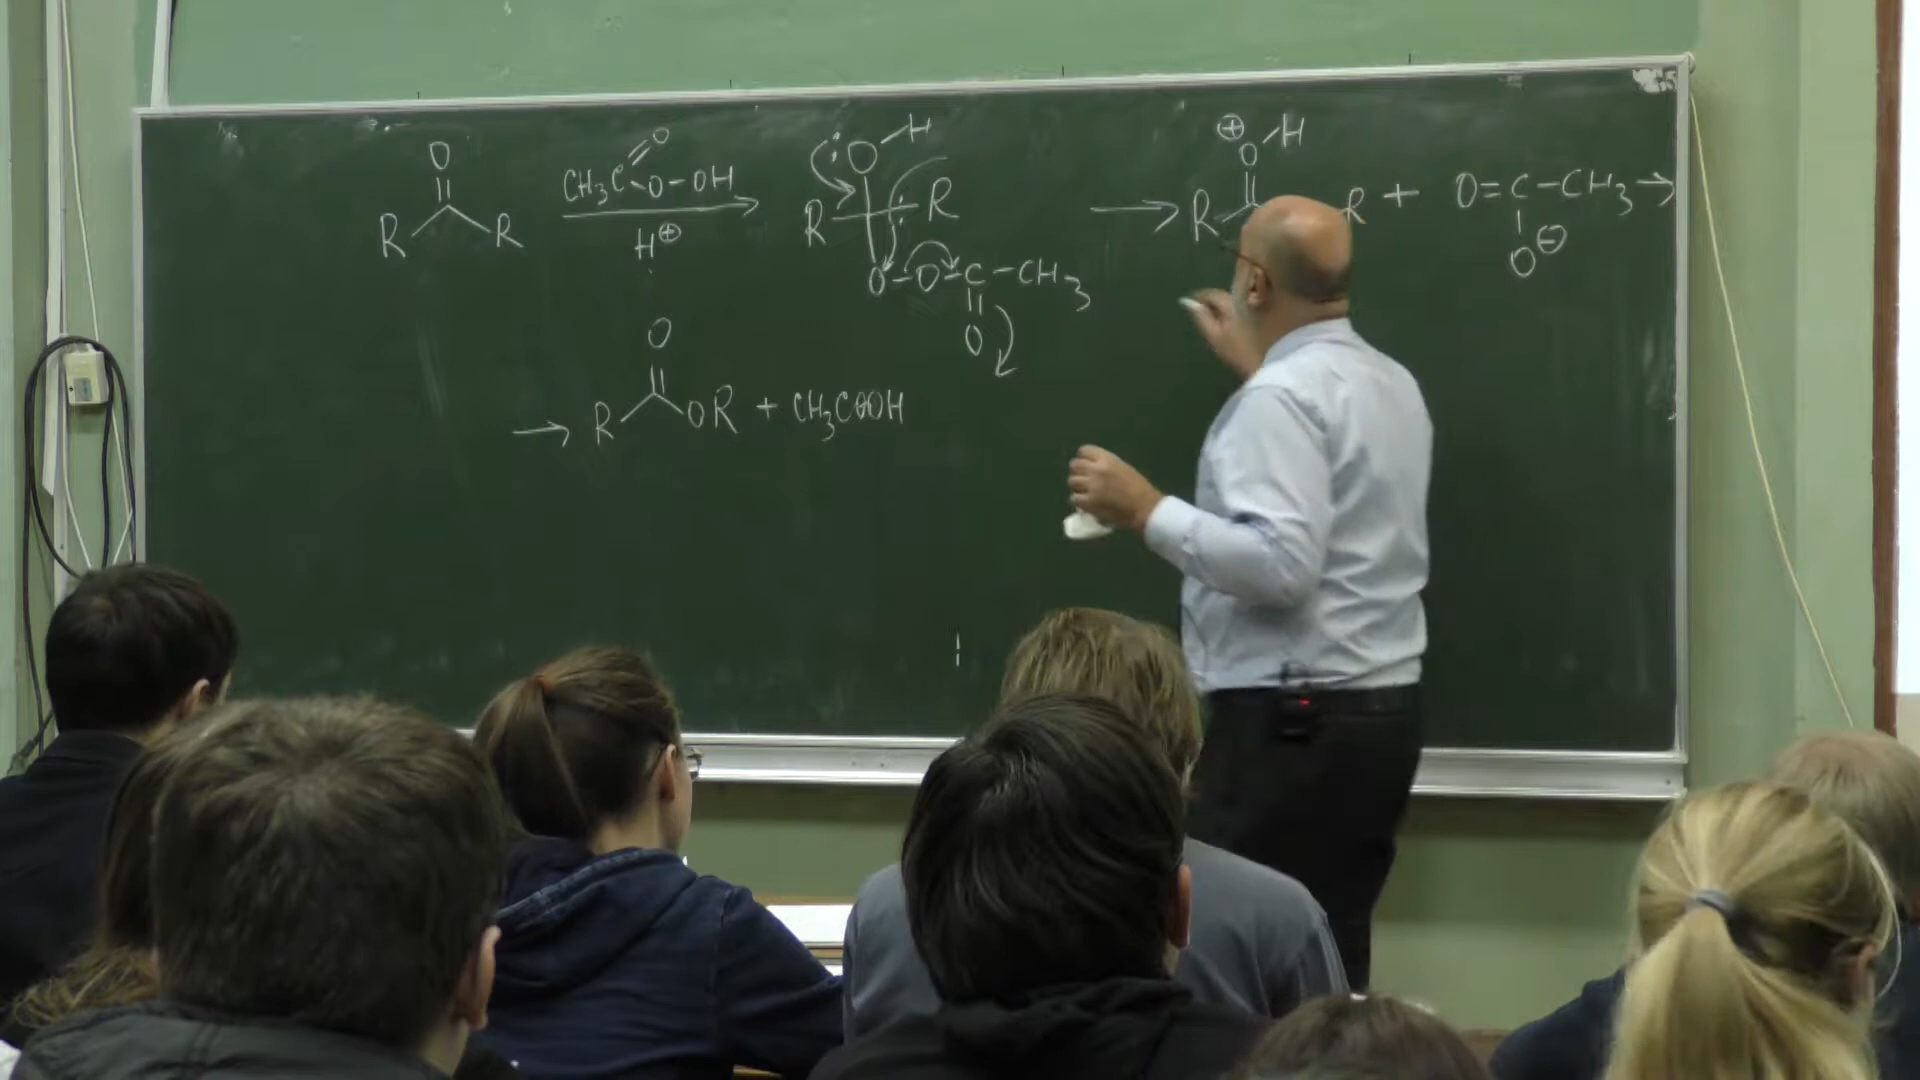 O O O H ⊕ H
CH₃C O-OH O O
R R H⊕ R R → R R + O=C-CH₃ →
O-O-C-CH₃ O⊖
O O
→ R OR + CH₃COOH